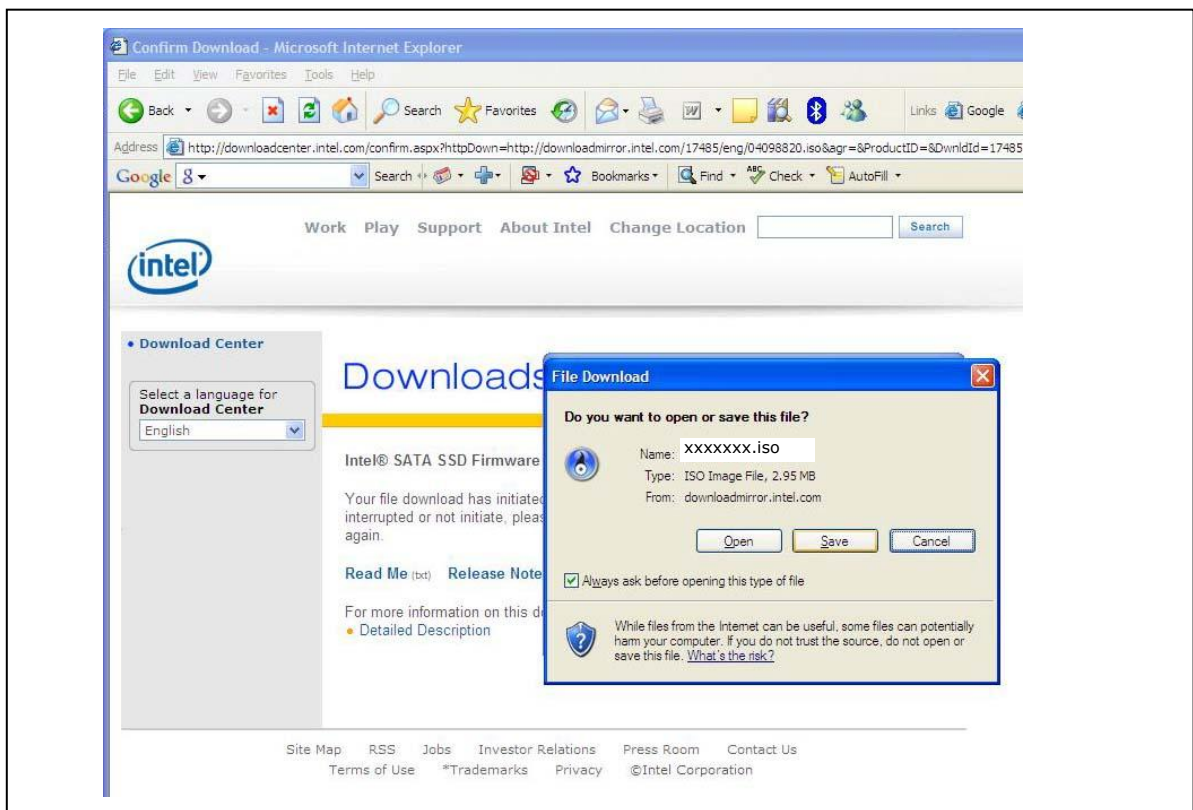 Confirm Download - Microsoft Internet Explorer
File Edit View Favorites Tools Help
Back Search Favorites Links Google
Address http://downloadcenter.intel.com/confirm.aspx?httpDown=http://downloadmirror.intel.com/17485/eng/04098820.iso&agr=&ProductID=&DwnldId=17485
Google Search Bookmarks Find Check AutoFill
Work Play Support About Intel Change Location Search
intel
Download Center
Select a language for
Download Center
English
Downloads
Intel® SATA SSD Firmware
Your file download has initiated
interrupted or not initiate, pleas
again.
Read Me (txt) Release Note
For more information on this d
Detailed Description
File Download
Do you want to open or save this file?
Name: xxxxxxx.iso
Type: ISO Image File, 2.95 MB
From: downloadmirror.intel.com
Open Save Cancel
Always ask before opening this type of file
While files from the Internet can be useful, some files can potentially
harm your computer. If you do not trust the source, do not open or
save this file. What's the risk?
Site Map RSS Jobs Investor Relations Press Room Contact Us
Terms of Use *Trademarks Privacy ©Intel Corporation